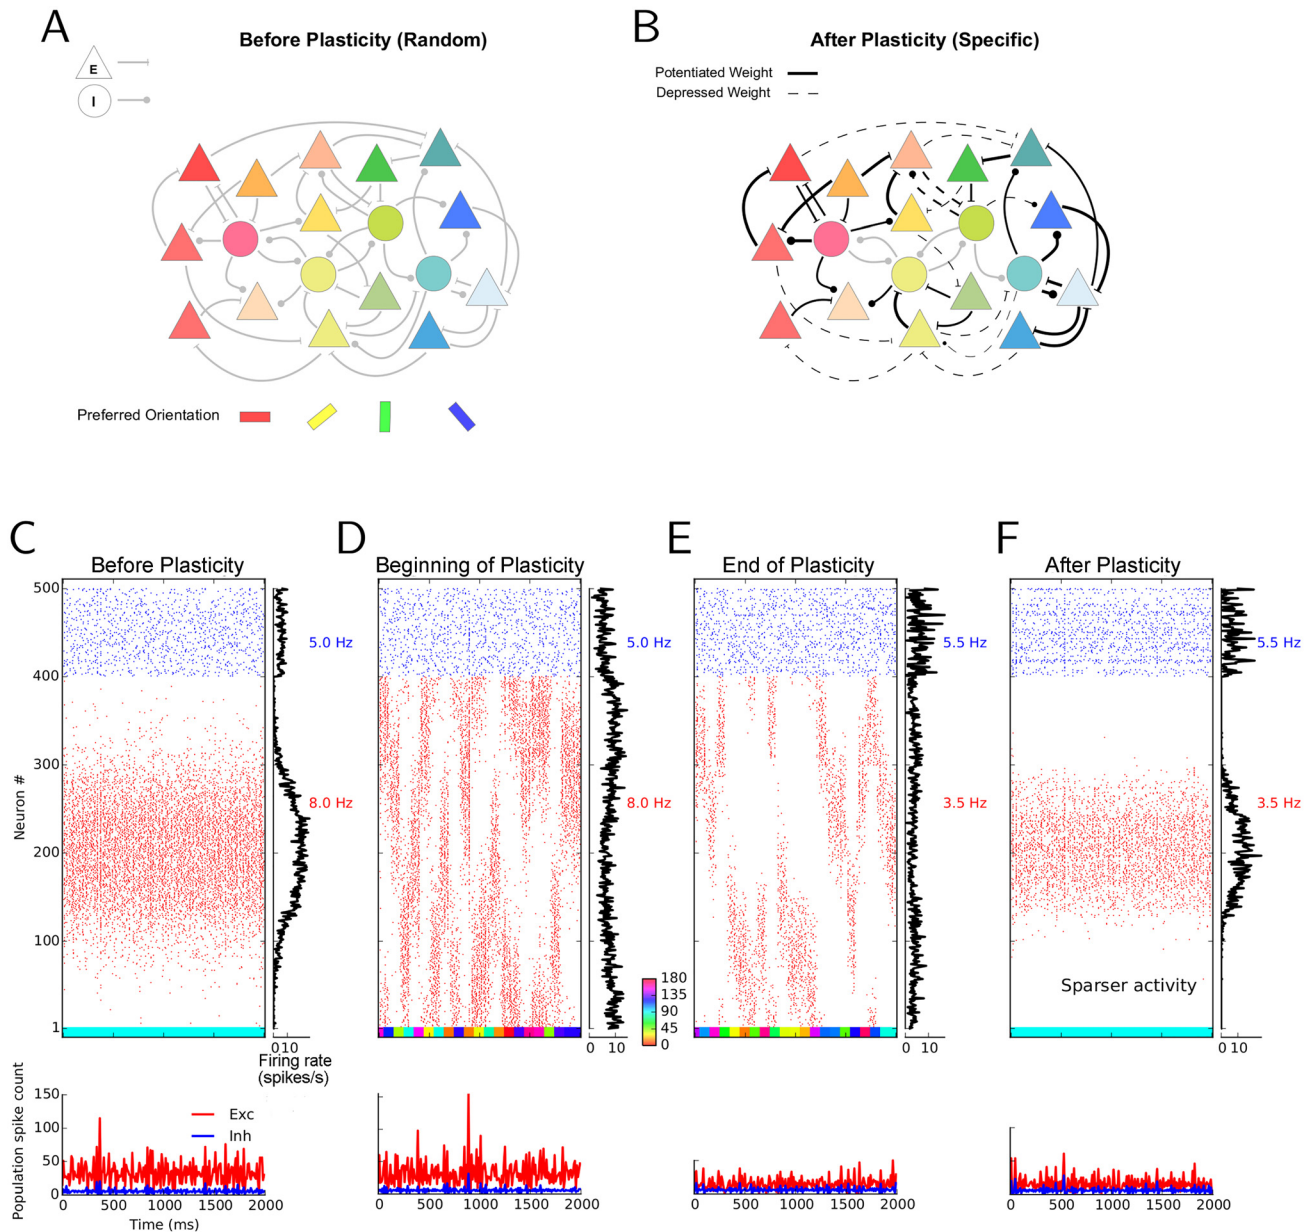 A
Before Plasticity (Random)
E
I
B
After Plasticity (Specific)
Potentiated Weight
Depressed Weight
Preferred Orientation
C
Before Plasticity
D
Beginning of Plasticity
E
End of Plasticity
F
After Plasticity
Neuron #
500
400
300
200
100
1
5.0 Hz
8.0 Hz
0 10
Firing rate
(spikes/s)
5.0 Hz
8.0 Hz
0 10
180
135
90
45
0
5.5 Hz
3.5 Hz
0 10
5.5 Hz
3.5 Hz
Sparser activity
0 10
Population spike count
150
100
50
0
Exc
Inh
0 500 1000 1500 2000
Time (ms)
0 500 1000 1500 2000
0 500 1000 1500 2000
0 500 1000 1500 2000